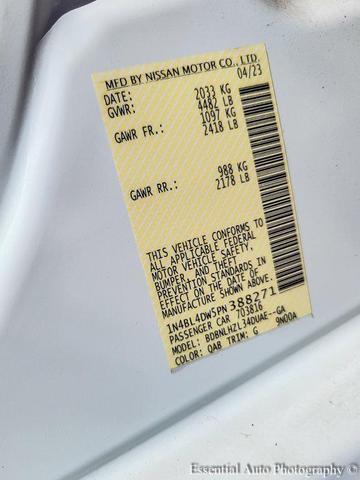 MFD BY NISSAN MOTOR CO., LTD.
DATE: 04/23
GVWR: 2033 KG
4482 LB
GAWR FR.: 1097 KG
2418 LB
GAWR RR.: 988 KG
2178 LB
THIS VEHICLE CONFORMS TO
ALL APPLICABLE FEDERAL
MOTOR VEHICLE SAFETY,
BUMPER, AND THEFT
PREVENTION STANDARDS IN
EFFECT ON THE DATE OF
MANUFACTURE SHOWN ABOVE.
1N4BL4DW5PN388271
PASSENGER CAR 703876
MODEL: BDBNLHZL34DUAE--GA
COLOR: QAB TRIM: G 9N00A
Essential Auto Photography ©